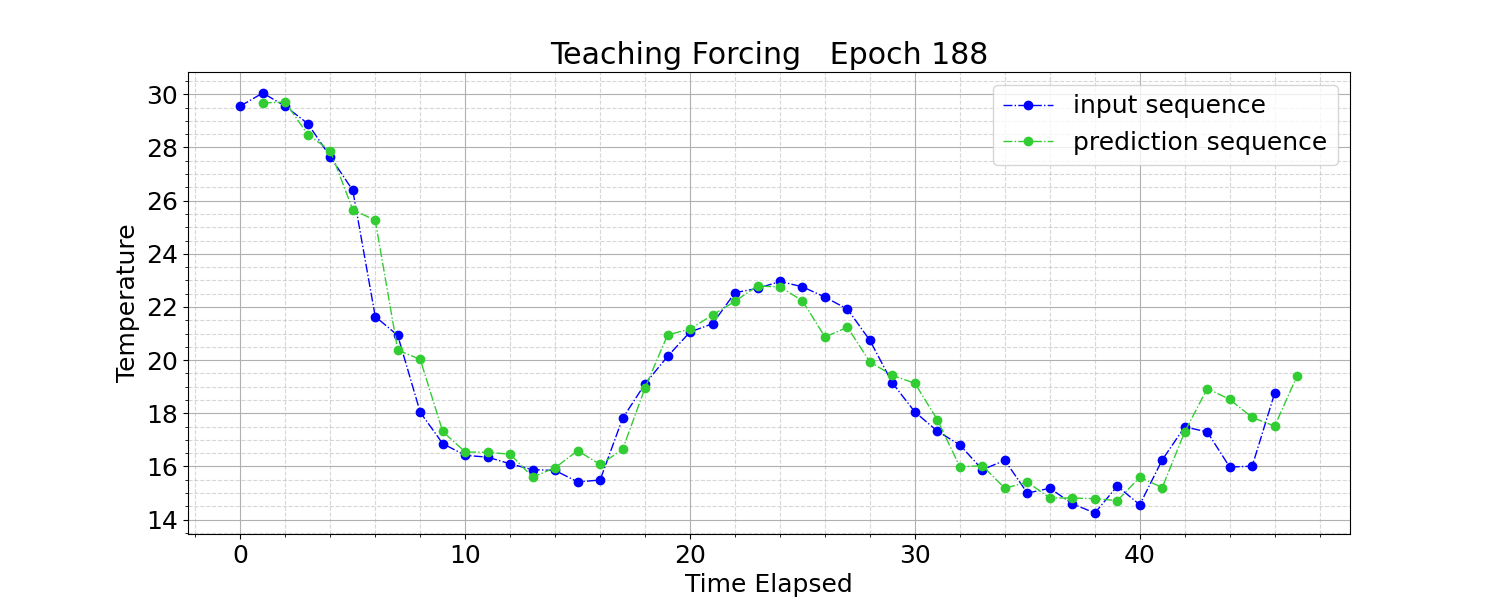 Teaching Forcing   Epoch 188
input sequence
prediction sequence
30
28
26
24
22
20
18
16
14
Temperature
0 10 20 30 40
Time Elapsed